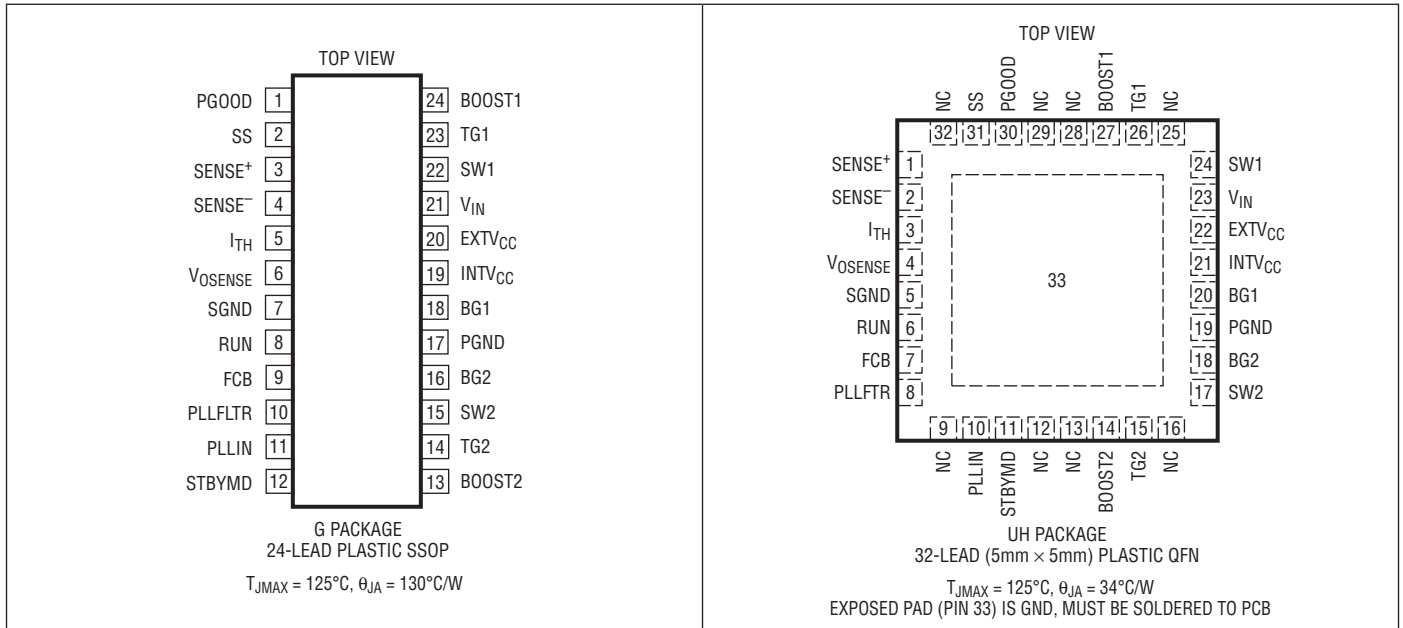 TOP VIEW
PGOOD 1
SS 2
SENSE+ 3
SENSE– 4
ITH 5
VOSENSE 6
SGND 7
RUN 8
FCB 9
PLLFLTR 10
PLLIN 11
STBYMD 12
24 BOOST1
23 TG1
22 SW1
21 VIN
20 EXTVCC
19 INTVCC
18 BG1
17 PGND
16 BG2
15 SW2
14 TG2
13 BOOST2
G PACKAGE
24-LEAD PLASTIC SSOP
TJMAX = 125°C, θJA = 130°C/W
TOP VIEW
NC SS PGOOD NC NC BOOST1 TG1 NC
32 31 30 29 28 27 26 25
SENSE+ 1
SENSE– 2
ITH 3
VOSENSE 4
SGND 5
RUN 6
FCB 7
PLLFTR 8
33
24 SW1
23 VIN
22 EXTVCC
21 INTVCC
20 BG1
19 PGND
18 BG2
17 SW2
9 10 11 12 13 14 15 16
NC PLLIN STBYMD NC NC BOOST2 TG2 NC
UH PACKAGE
32-LEAD (5mm × 5mm) PLASTIC QFN
TJMAX = 125°C, θJA = 34°C/W
EXPOSED PAD (PIN 33) IS GND, MUST BE SOLDERED TO PCB